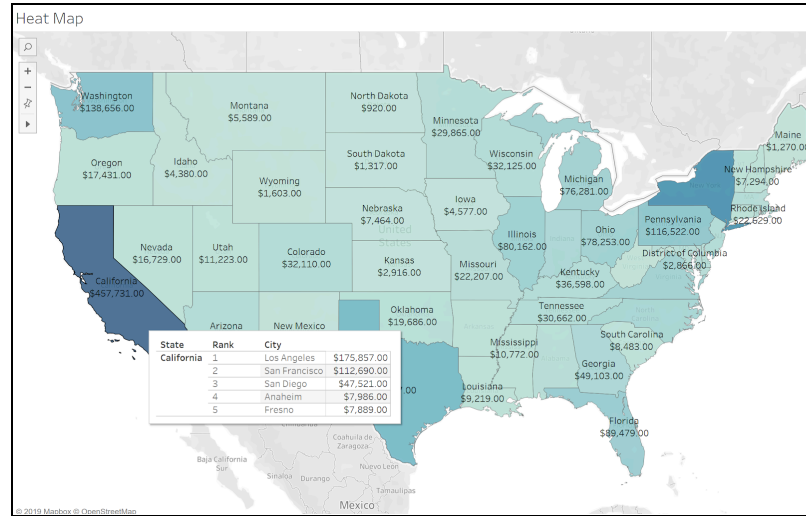 Heat Map
Washington
$138,656.00
Montana
$5,589.00
North Dakota
$920.00
Minnesota
$29,865.00
Maine
$1,270.00
Oregon
$17,431.00
Idaho
$4,380.00
South Dakota
$1,317.00
Wisconsin
$32,125.00
Michigan
$76,281.00
New Hampshire
$7,294.00
Wyoming
$1,603.00
Nebraska
$7,464.00
Iowa
$4,577.00
Rhode Island
$22,629.00
Pennsylvania
$116,522.00
Illinois
$80,162.00
Ohio
$78,253.00
United
States
Nevada
$16,729.00
Utah
$11,223.00
Colorado
$32,110.00
Kansas
$2,916.00
Missouri
$22,207.00
Kentucky
$36,598.00
District of Columbia
$2,866.00
California
$457,731.00
Arizona
New Mexico
Oklahoma
$19,686.00
Tennessee
$30,662.00
South Carolina
$8,483.00
Mississippi
$10,772.00
Georgia
$49,103.00
Louisiana
$9,219.00
Florida
$89,479.00
State Rank City
California 1 Los Angeles $175,857.00
2 San Francisco $112,690.00
3 San Diego $47,521.00
4 Anaheim $7,986.00
5 Fresno $7,889.00
7.00
Coahuila de
Zaragoza
Baja California
Sur
Sinaloa
Durango
Nuevo León
Tamaulipas
Mexico
© 2019 Mapbox © OpenStreetMap